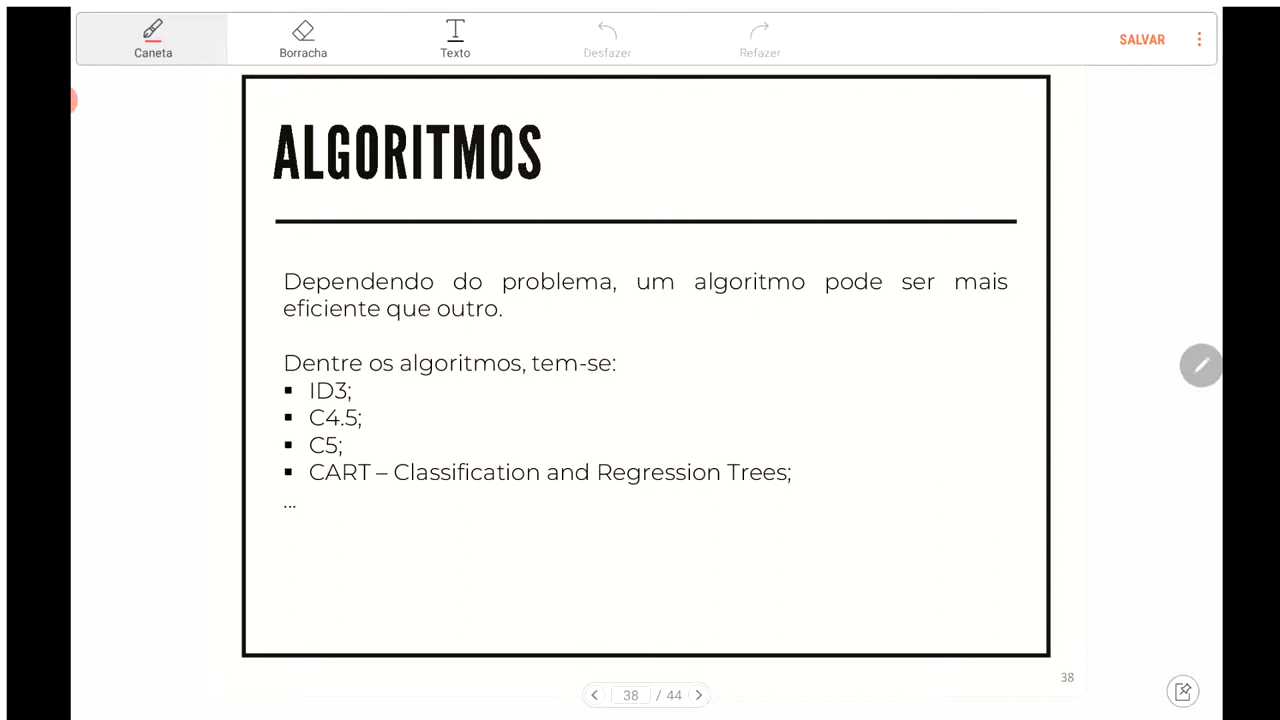 Caneta
Borracha
Texto
Desfazer
Refazer
SALVAR
ALGORITMOS
Dependendo do problema, um algoritmo pode ser mais
eficiente que outro.
Dentre os algoritmos, tem-se:
▪ ID3;
▪ C4.5;
▪ C5;
▪ CART – Classification and Regression Trees;
...
38
38 / 44